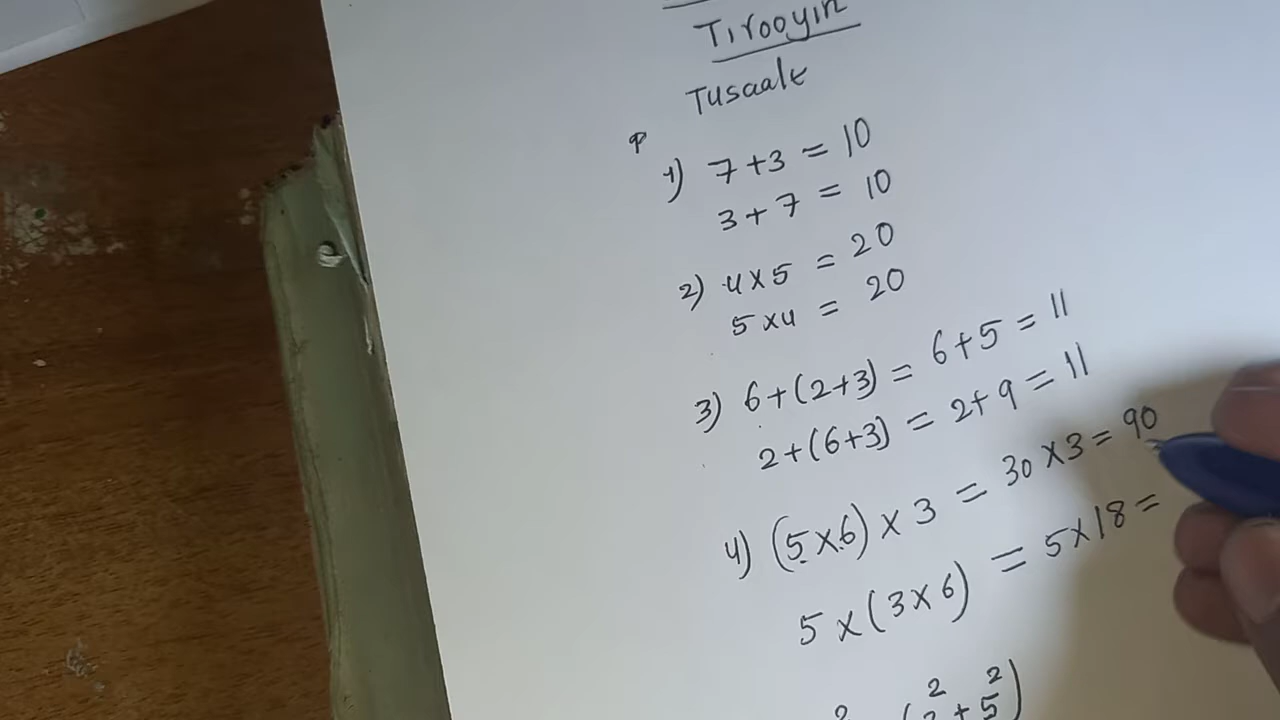 Tirooyin
Tusaale
1) 7+3 = 10
3+7 = 10
2) 4×5 = 20
5×4 = 20
3) 6+(2+3) = 6+5 = 11
2+(6+3) = 2+9 = 11
4) (5×6)×3 = 30×3 = 90
5×(3×6) = 5×18 =